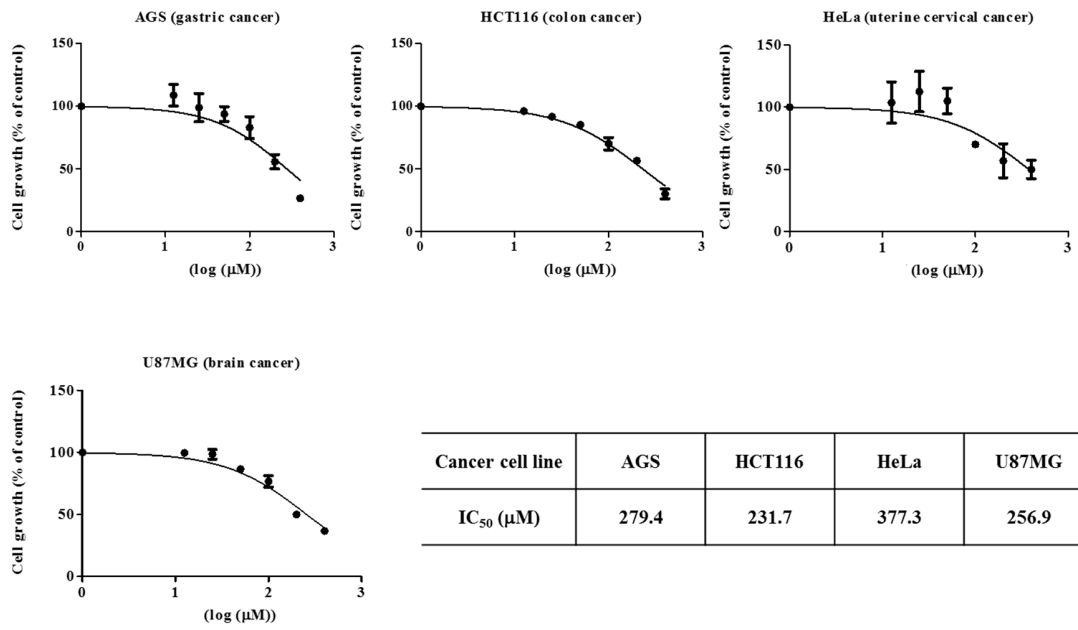 AGS (gastric cancer)
Cell growth (% of control)
150
100
50
0
0 1 2 3
(log (μM))
HCT116 (colon cancer)
Cell growth (% of control)
150
100
50
0
0 1 2 3
(log (μM))
HeLa (uterine cervical cancer)
Cell growth (% of control)
150
100
50
0
0 1 2 3
(log (μM))
U87MG (brain cancer)
Cell growth (% of control)
150
100
50
0
0 1 2 3
(log (μM))
Cancer cell line AGS HCT116 HeLa U87MG
IC₅₀ (μM) 279.4 231.7 377.3 256.9